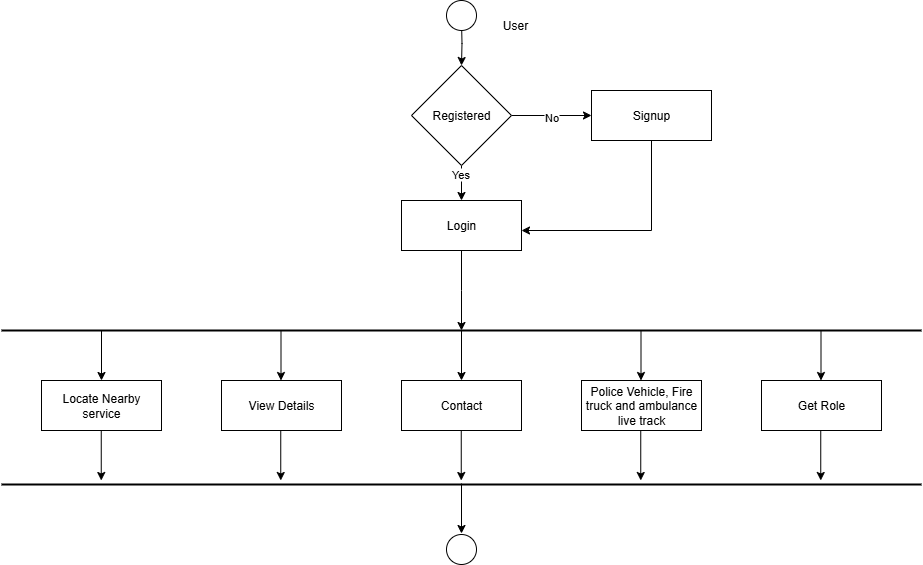 User
Registered
No
Signup
Yes
Login
Locate Nearby
service
View Details
Contact
Police Vehicle, Fire
truck and ambulance
live track
Get Role